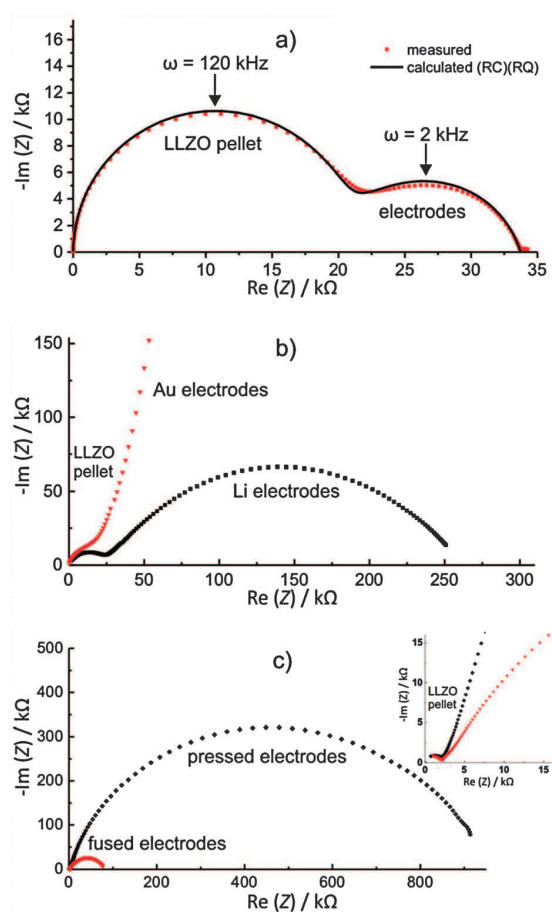 a)
measured
calculated (RC)(RQ)
ω = 120 kHz
LLZO pellet
ω = 2 kHz
electrodes
-Im (Z) / kΩ
16
14
12
10
8
6
4
2
0
0 5 10 15 20 25 30 35
Re (Z) / kΩ
b)
Au electrodes
LLZO
pellet
Li electrodes
-Im (Z) / kΩ
150
100
50
0
0 50 100 150 200 250 300
Re (Z) / kΩ
c)
pressed electrodes
fused electrodes
-Im (Z) / kΩ
500
400
300
200
100
0
0 200 400 600 800
Re (Z) / kΩ
LLZO
pellet
-Im (Z) / kΩ
15
10
5
0
0 5 10 15
Re (Z) / kΩ